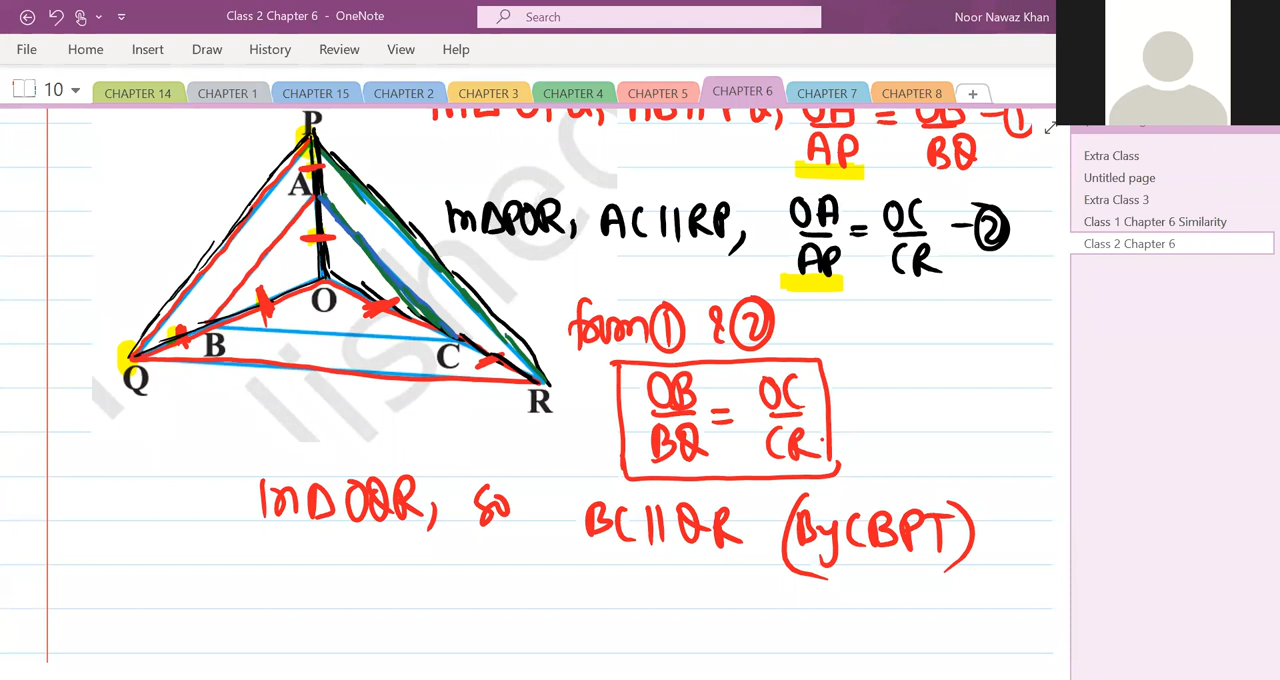 Class 2 Chapter 6 - OneNote
Search
Noor Nawaz Khan
File Home Insert Draw History Review View Help
10 CHAPTER 14 CHAPTER 1 CHAPTER 15 CHAPTER 2 CHAPTER 3 CHAPTER 4 CHAPTER 5 CHAPTER 6 CHAPTER 7 CHAPTER 8 +
Extra Class
Untitled page
Extra Class 3
Class 1 Chapter 6 Similarity
Class 2 Chapter 6
OA/AP = OB/BQ - ①
P
A
O
B
C
Q
R
In ΔPOR, AC || RP, OA/AP = OC/CR - ②
from ① & ②
OB/BQ = OC/CR
In Δ OQR, so BC || QR (By CBPT)